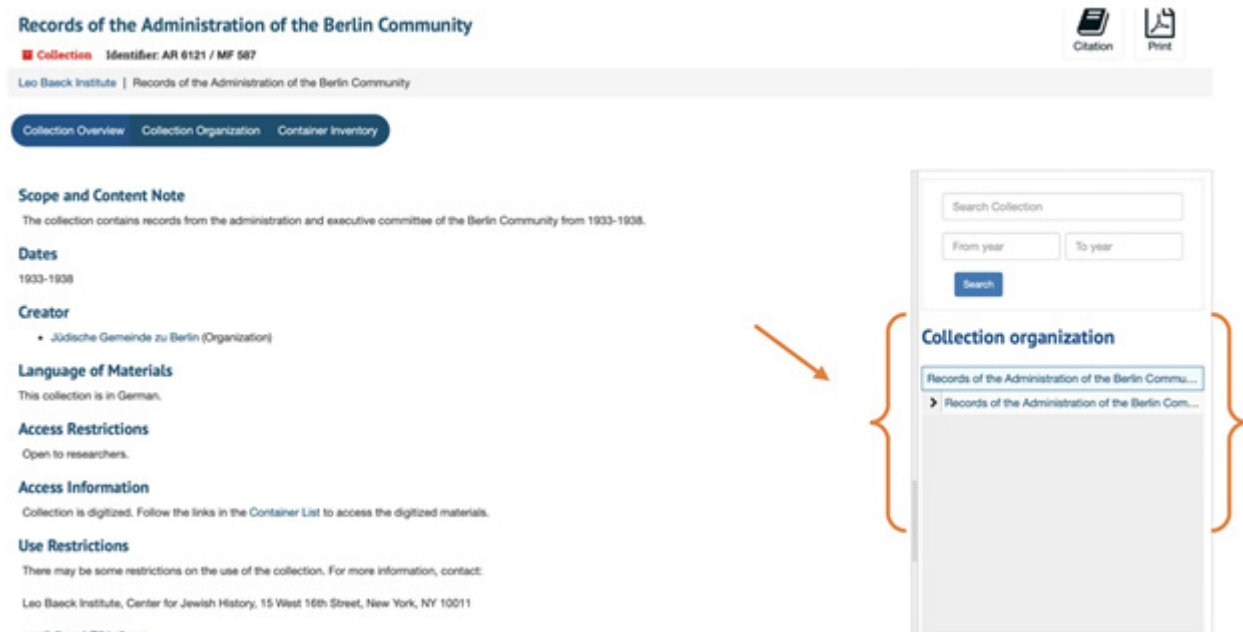 Records of the Administration of the Berlin Community
Citation
Print
Collection Identifier: AR 6121 / MF 587
Leo Baeck Institute | Records of the Administration of the Berlin Community
Collection Overview Collection Organization Container Inventory
Scope and Content Note
The collection contains records from the administration and executive committee of the Berlin Community from 1933-1938.
Dates
1933-1938
Creator
• Jüdische Gemeinde zu Berlin (Organization)
Language of Materials
This collection is in German.
Access Restrictions
Open to researchers.
Access Information
Collection is digitized. Follow the links in the Container List to access the digitized materials.
Use Restrictions
There may be some restrictions on the use of the collection. For more information, contact:
Leo Baeck Institute, Center for Jewish History, 15 West 16th Street, New York, NY 10011
Search Collection
From year To year
Search
Collection organization
Records of the Administration of the Berlin Commu...
Records of the Administration of the Berlin Com...